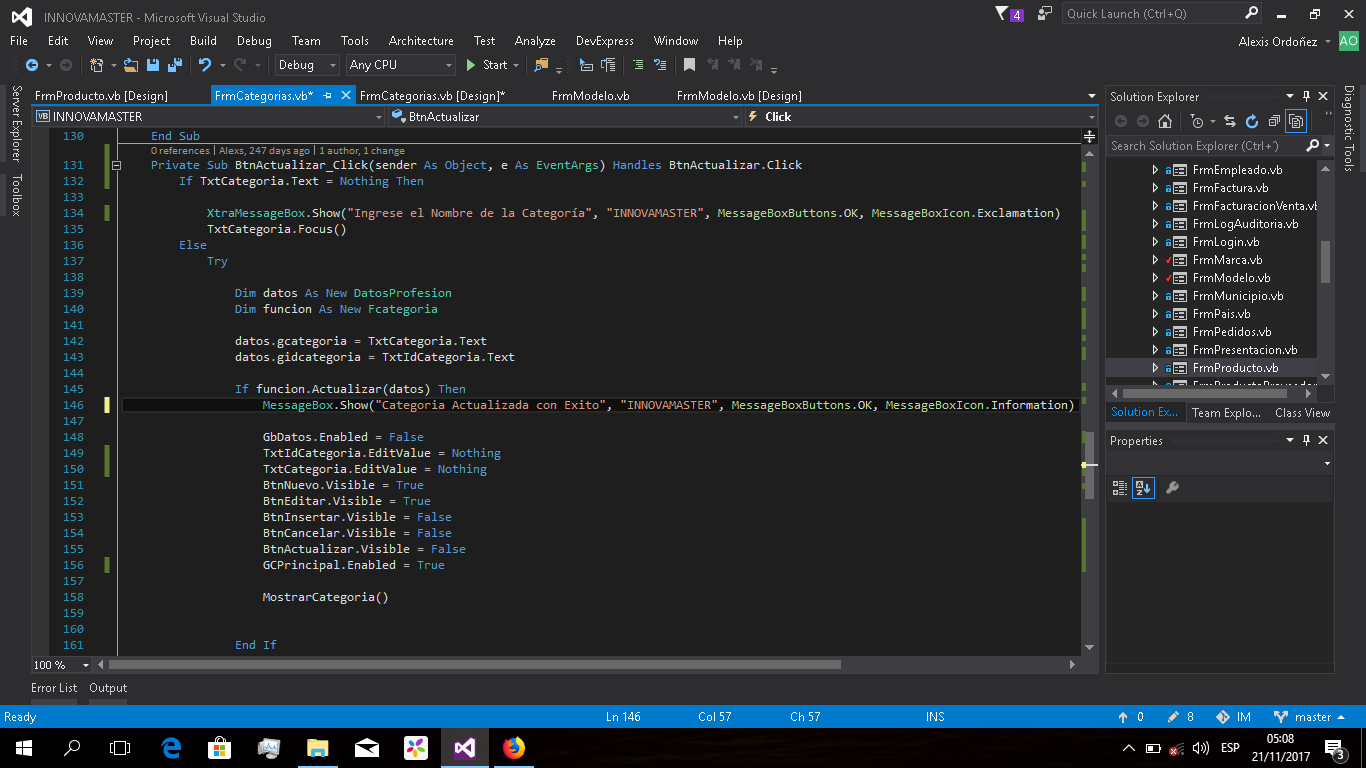 INNOVAMASTER - Microsoft Visual Studio
4
Quick Launch (Ctrl+Q)
File Edit View Project Build Debug Team Tools Architecture Test Analyze DevExpress Window Help
Alexis Ordoñez AO
Debug Any CPU Start
Server Explorer
Toolbox
FrmProducto.vb [Design] FrmCategorias.vb* FrmCategorias.vb [Design]* FrmModelo.vb FrmModelo.vb [Design]
VB INNOVAMASTER BtnActualizar Click
130 End Sub
0 references | Alexs, 247 days ago | 1 author, 1 change
131 Private Sub BtnActualizar_Click(sender As Object, e As EventArgs) Handles BtnActualizar.Click
132 If TxtCategoria.Text = Nothing Then
133
134 XtraMessageBox.Show("Ingrese el Nombre de la Categoría", "INNOVAMASTER", MessageBoxButtons.OK, MessageBoxIcon.Exclamation)
135 TxtCategoria.Focus()
136 Else
137 Try
138
139 Dim datos As New DatosProfesion
140 Dim funcion As New Fcategoria
141
142 datos.gcategoria = TxtCategoria.Text
143 datos.gidcategoria = TxtIdCategoria.Text
144
145 If funcion.Actualizar(datos) Then
146 MessageBox.Show("Categoria Actualizada con Exito", "INNOVAMASTER", MessageBoxButtons.OK, MessageBoxIcon.Information)
147
148 GbDatos.Enabled = False
149 TxtIdCategoria.EditValue = Nothing
150 TxtCategoria.EditValue = Nothing
151 BtnNuevo.Visible = True
152 BtnEditar.Visible = True
153 BtnInsertar.Visible = False
154 BtnCancelar.Visible = False
155 BtnActualizar.Visible = False
156 GCPrincipal.Enabled = True
157
158 MostrarCategoria()
159
160
161 End If
100 %
Solution Explorer
Search Solution Explorer (Ctrl+´)
FrmEmpleado.vb
FrmFactura.vb
FrmFacturacionVenta.vb
FrmLogAuditoria.vb
FrmLogin.vb
FrmMarca.vb
FrmModelo.vb
FrmMunicipio.vb
FrmPais.vb
FrmPedidos.vb
FrmPresentacion.vb
FrmProducto.vb
Solution Ex... Team Explo... Class View
Properties
Diagnostic Tools
Error List Output
Ready Ln 146 Col 57 Ch 57 INS 0 8 IM master
ESP
05:08
21/11/2017
3